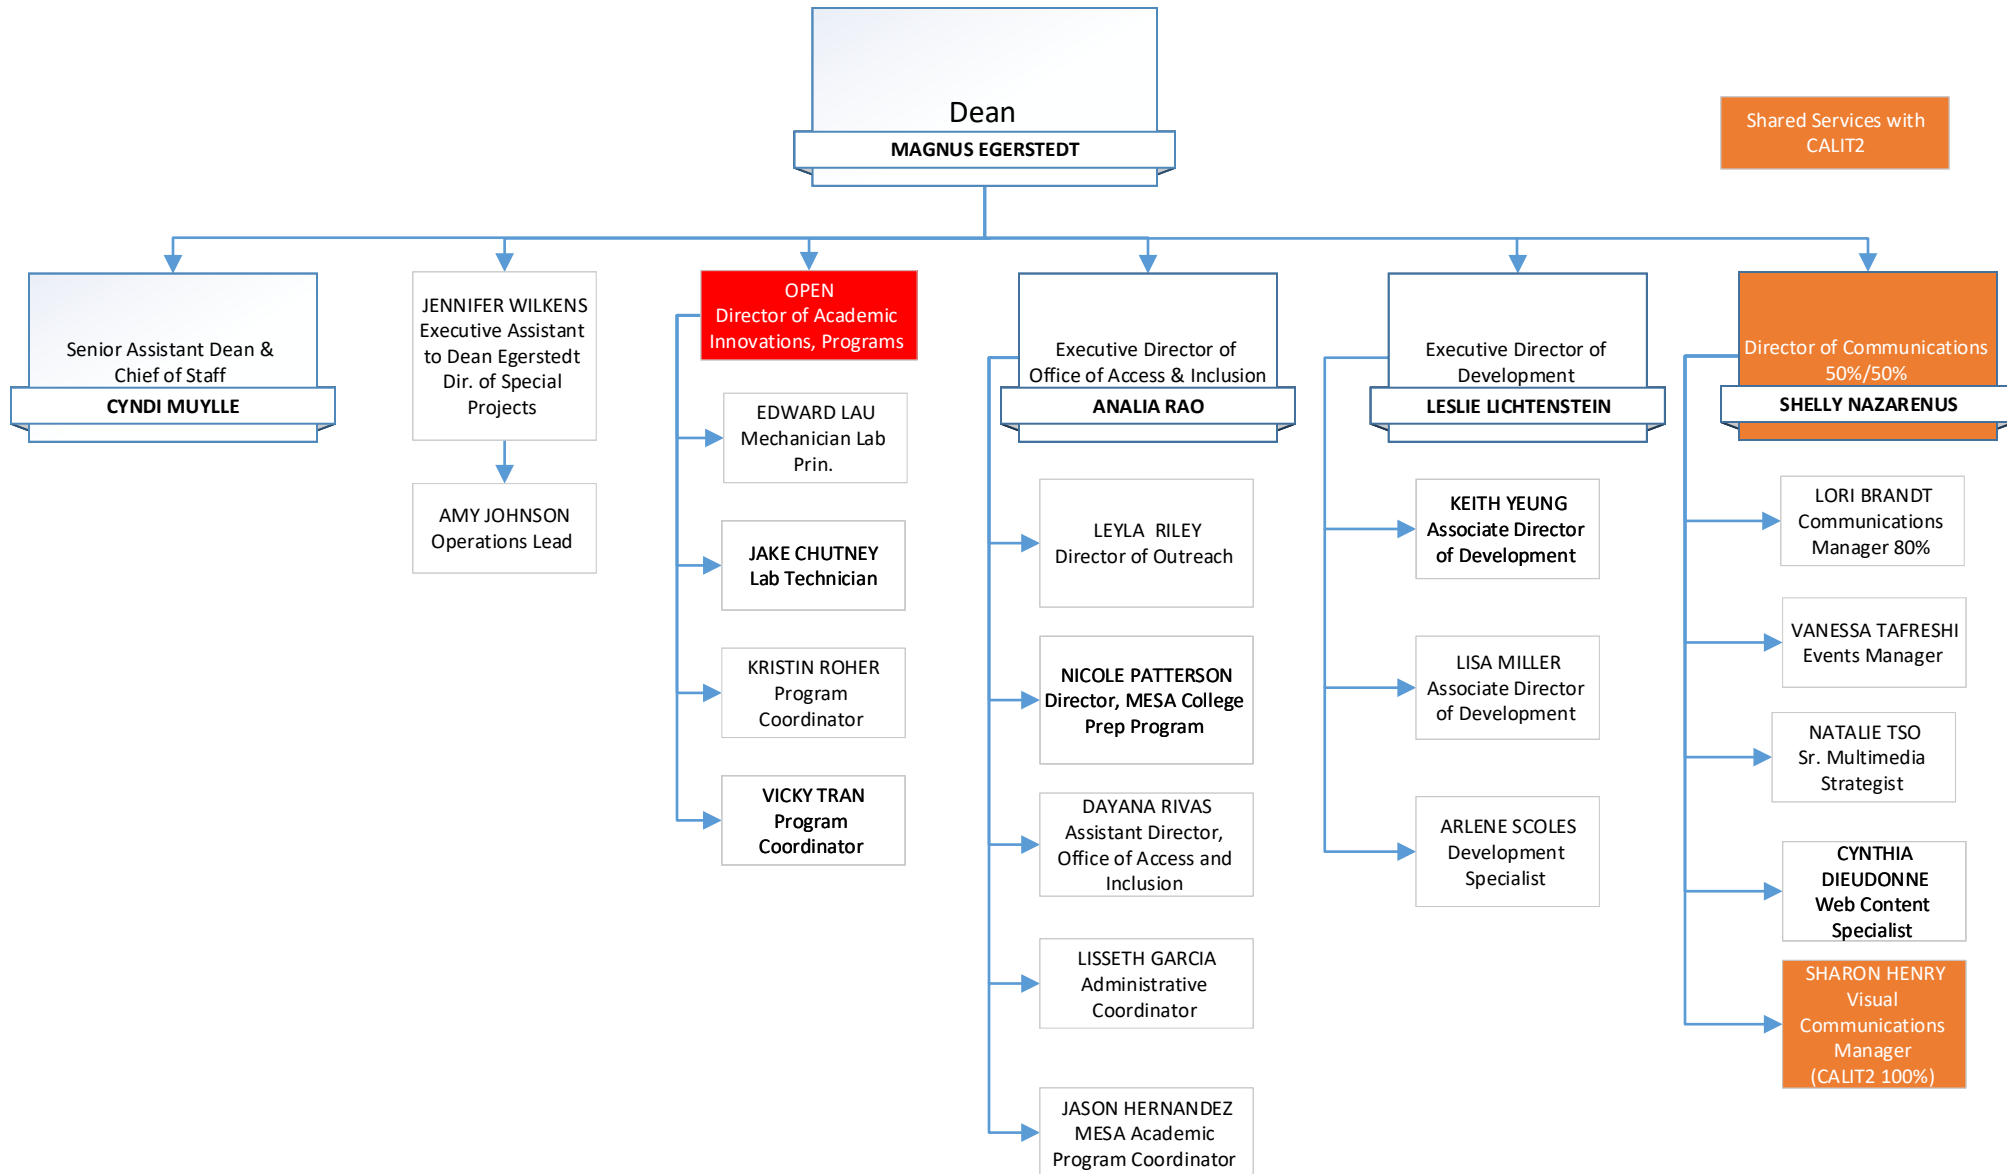 Dean
MAGNUS EGERSTEDT
Shared Services with
CALIT2
Senior Assistant Dean &
Chief of Staff
CYNDI MUYLLE
JENNIFER WILKENS
Executive Assistant
to Dean Egerstedt
Dir. of Special
Projects
AMY JOHNSON
Operations Lead
OPEN
Director of Academic
Innovations, Programs
EDWARD LAU
Mechanician Lab
Prin.
JAKE CHUTNEY
Lab Technician
KRISTIN ROHER
Program
Coordinator
VICKY TRAN
Program
Coordinator
Executive Director of
Office of Access & Inclusion
ANALIA RAO
LEYLA  RILEY
Director of Outreach
NICOLE PATTERSON
Director, MESA College
Prep Program
DAYANA RIVAS
Assistant Director,
Office of Access and
Inclusion
LISSETH GARCIA
Administrative
Coordinator
JASON HERNANDEZ
MESA Academic
Program Coordinator
Executive Director of
Development
LESLIE LICHTENSTEIN
KEITH YEUNG
Associate Director
of Development
LISA MILLER
Associate Director
of Development
ARLENE SCOLES
Development
Specialist
Director of Communications
50%/50%
SHELLY NAZARENUS
LORI BRANDT
Communications
Manager 80%
VANESSA TAFRESHI
Events Manager
NATALIE TSO
Sr. Multimedia
Strategist
CYNTHIA
DIEUDONNE
Web Content
Specialist
SHARON HENRY
Visual
Communications
Manager
(CALIT2 100%)